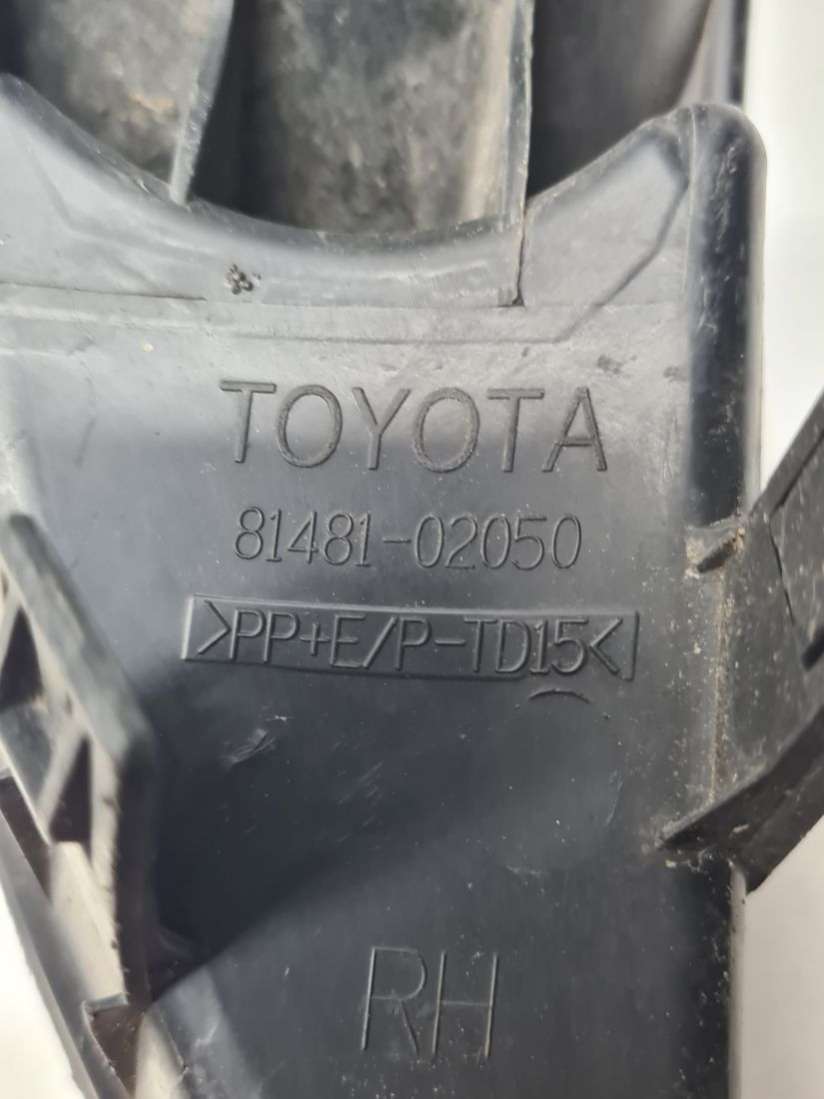 TOYOTA
81481-02050
>PP+E/P-TD15<
RH